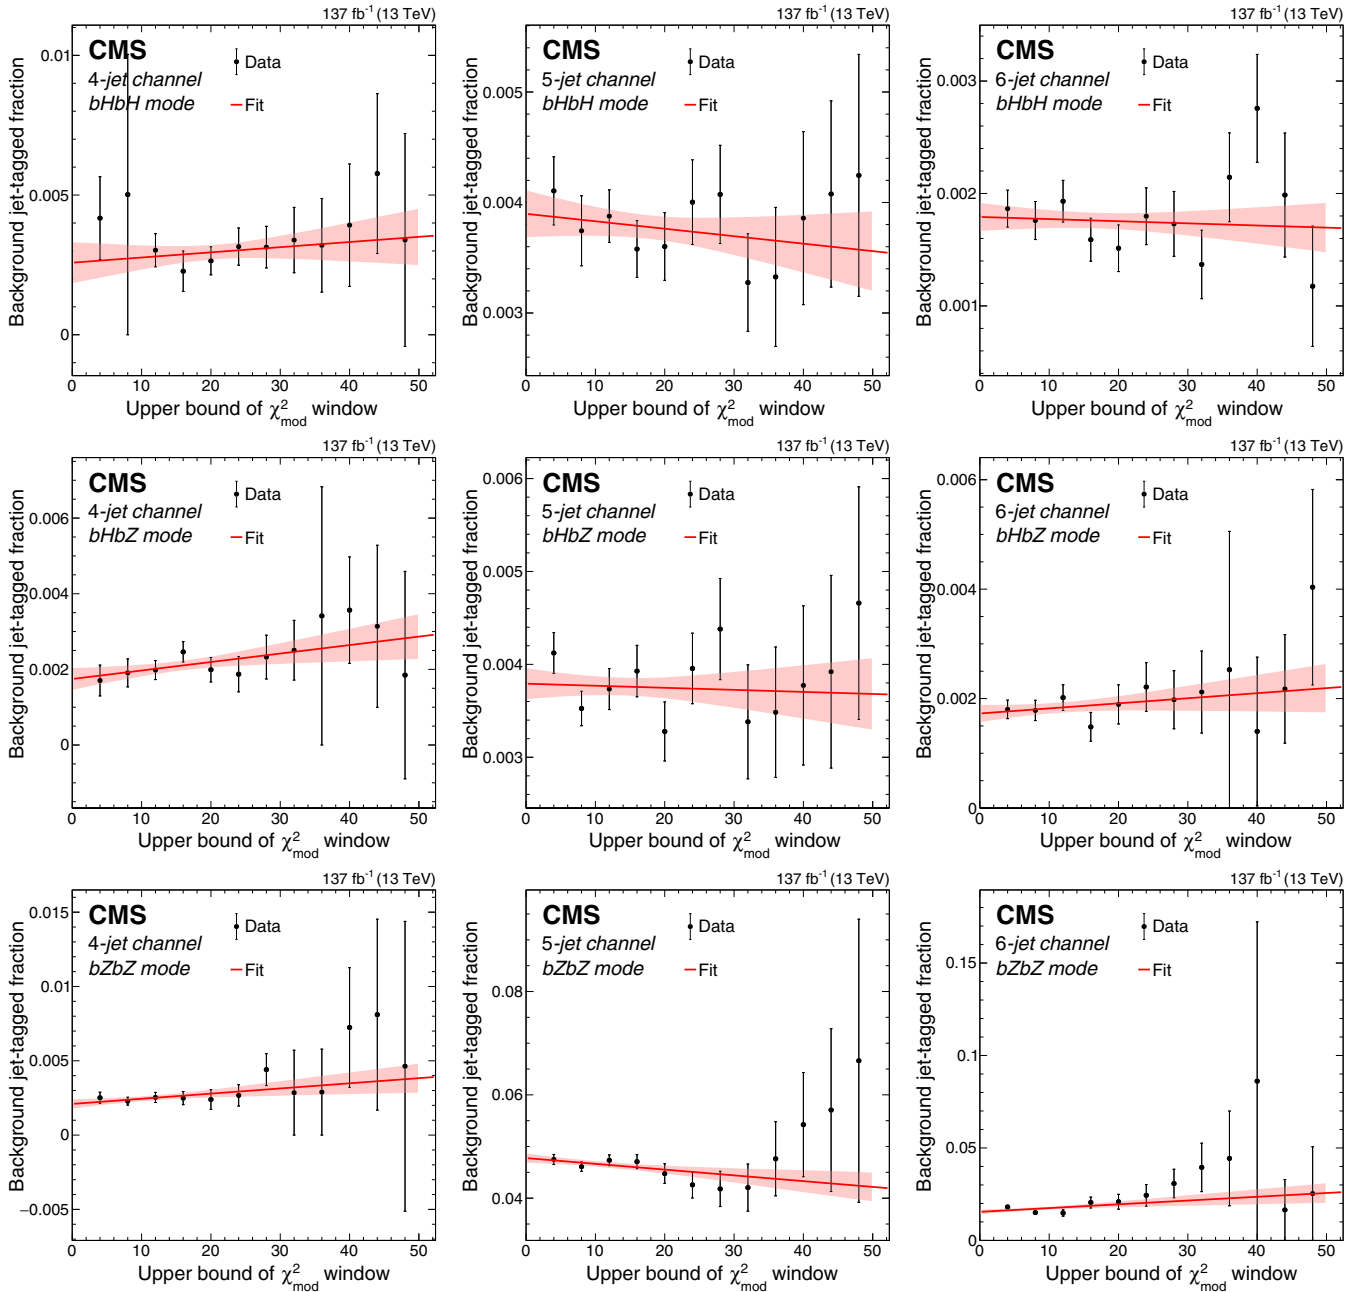 137 fb⁻¹ (13 TeV)
CMS
4-jet channel
bHbH mode
Data
Fit
Background jet-tagged fraction
0.01
0.005
0
0 10 20 30 40 50
Upper bound of χ²mod window
137 fb⁻¹ (13 TeV)
CMS
5-jet channel
bHbH mode
Data
Fit
Background jet-tagged fraction
0.005
0.004
0.003
0 10 20 30 40 50
Upper bound of χ²mod window
137 fb⁻¹ (13 TeV)
CMS
6-jet channel
bHbH mode
Data
Fit
Background jet-tagged fraction
0.003
0.002
0.001
0 10 20 30 40 50
Upper bound of χ²mod window
137 fb⁻¹ (13 TeV)
CMS
4-jet channel
bHbZ mode
Data
Fit
Background jet-tagged fraction
0.006
0.004
0.002
0
0 10 20 30 40 50
Upper bound of χ²mod window
137 fb⁻¹ (13 TeV)
CMS
5-jet channel
bHbZ mode
Data
Fit
Background jet-tagged fraction
0.006
0.005
0.004
0.003
0 10 20 30 40 50
Upper bound of χ²mod window
137 fb⁻¹ (13 TeV)
CMS
6-jet channel
bHbZ mode
Data
Fit
Background jet-tagged fraction
0.006
0.004
0.002
0
0 10 20 30 40 50
Upper bound of χ²mod window
137 fb⁻¹ (13 TeV)
CMS
4-jet channel
bZbZ mode
Data
Fit
Background jet-tagged fraction
0.015
0.01
0.005
0
−0.005
0 10 20 30 40 50
Upper bound of χ²mod window
137 fb⁻¹ (13 TeV)
CMS
5-jet channel
bZbZ mode
Data
Fit
Background jet-tagged fraction
0.08
0.06
0.04
0 10 20 30 40 50
Upper bound of χ²mod window
137 fb⁻¹ (13 TeV)
CMS
6-jet channel
bZbZ mode
Data
Fit
Background jet-tagged fraction
0.15
0.1
0.05
0
0 10 20 30 40 50
Upper bound of χ²mod window